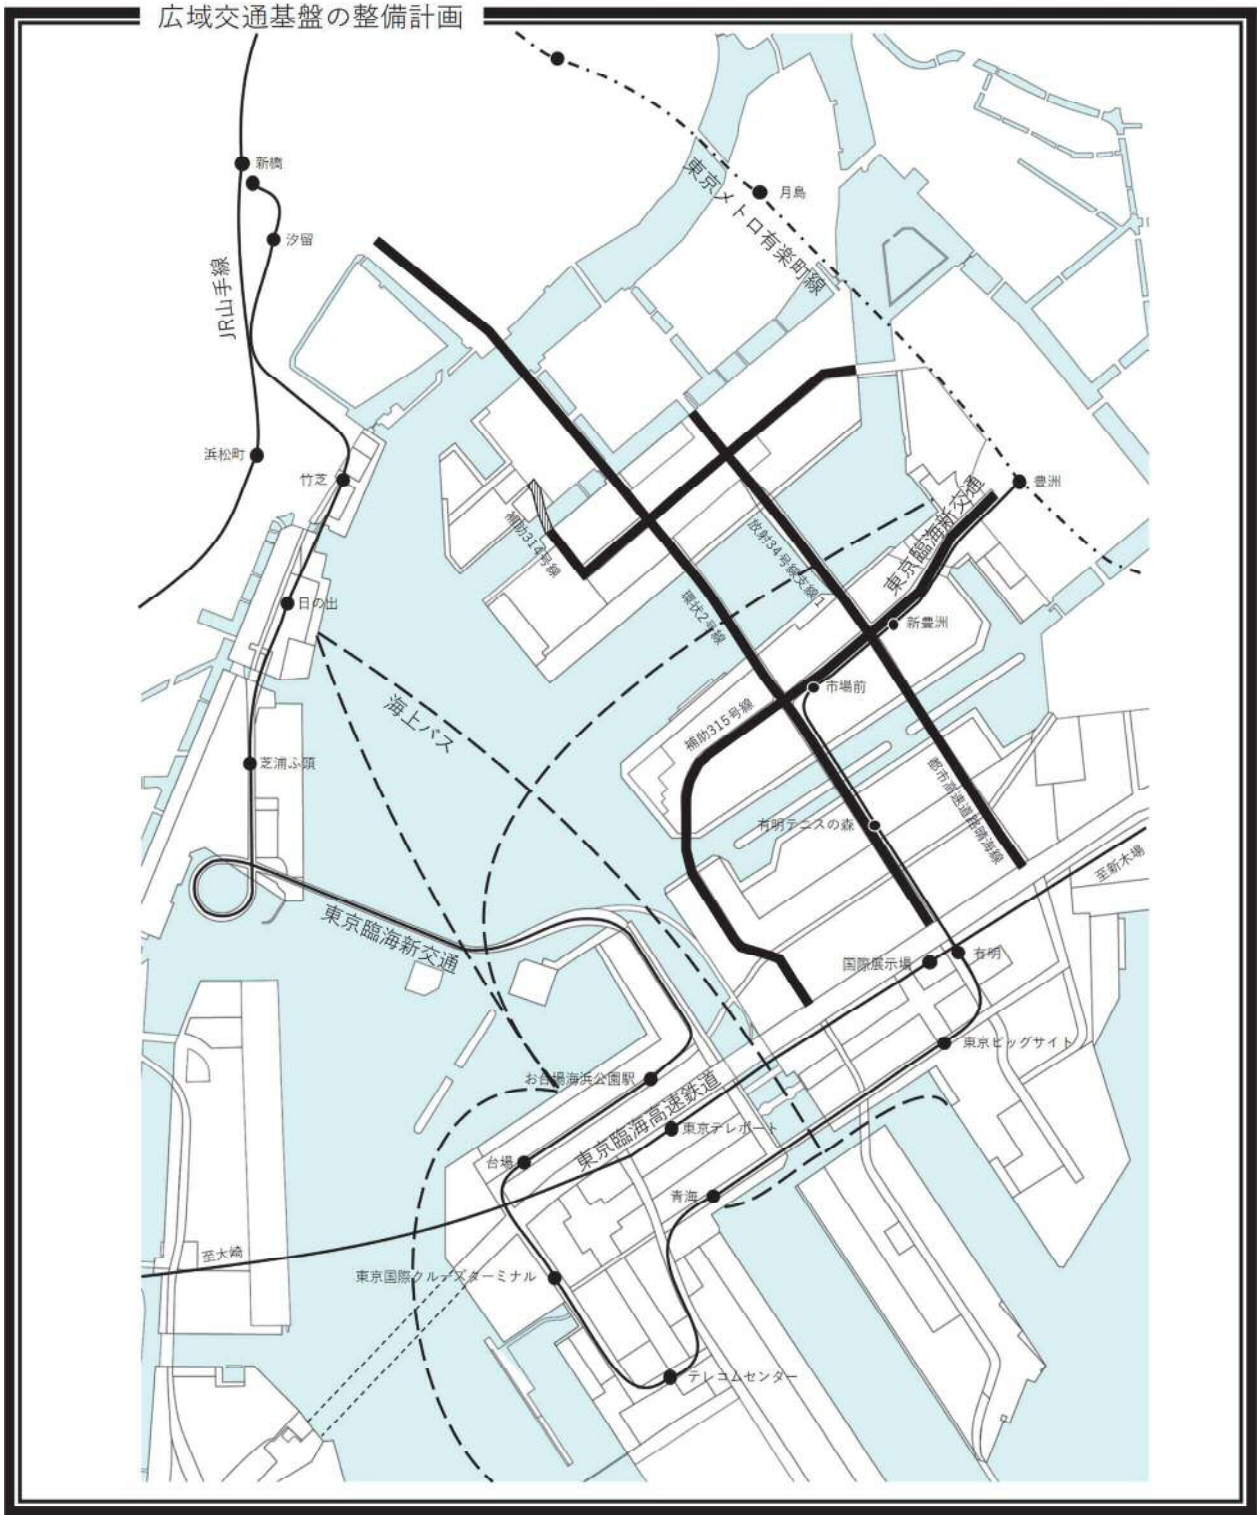 広域交通基盤の整備計画
新橋
汐留
月島
東京メトロ有楽町線
JR山手線
浜松町
竹芝
豊洲
東京臨海新交通
補助314号線
放射34号線支線1
環状2号線
日の出
新豊洲
市場前
海上バス
補助315号線
芝浦ふ頭
有明テニスの森
都市高速道路晴海線
至新木場
東京臨海新交通
国際展示場
有明
東京ビッグサイト
お台場海浜公園駅
東京臨海高速鉄道
東京テレポート
台場
青海
至大崎
東京国際クルーズターミナル
テレコムセンター